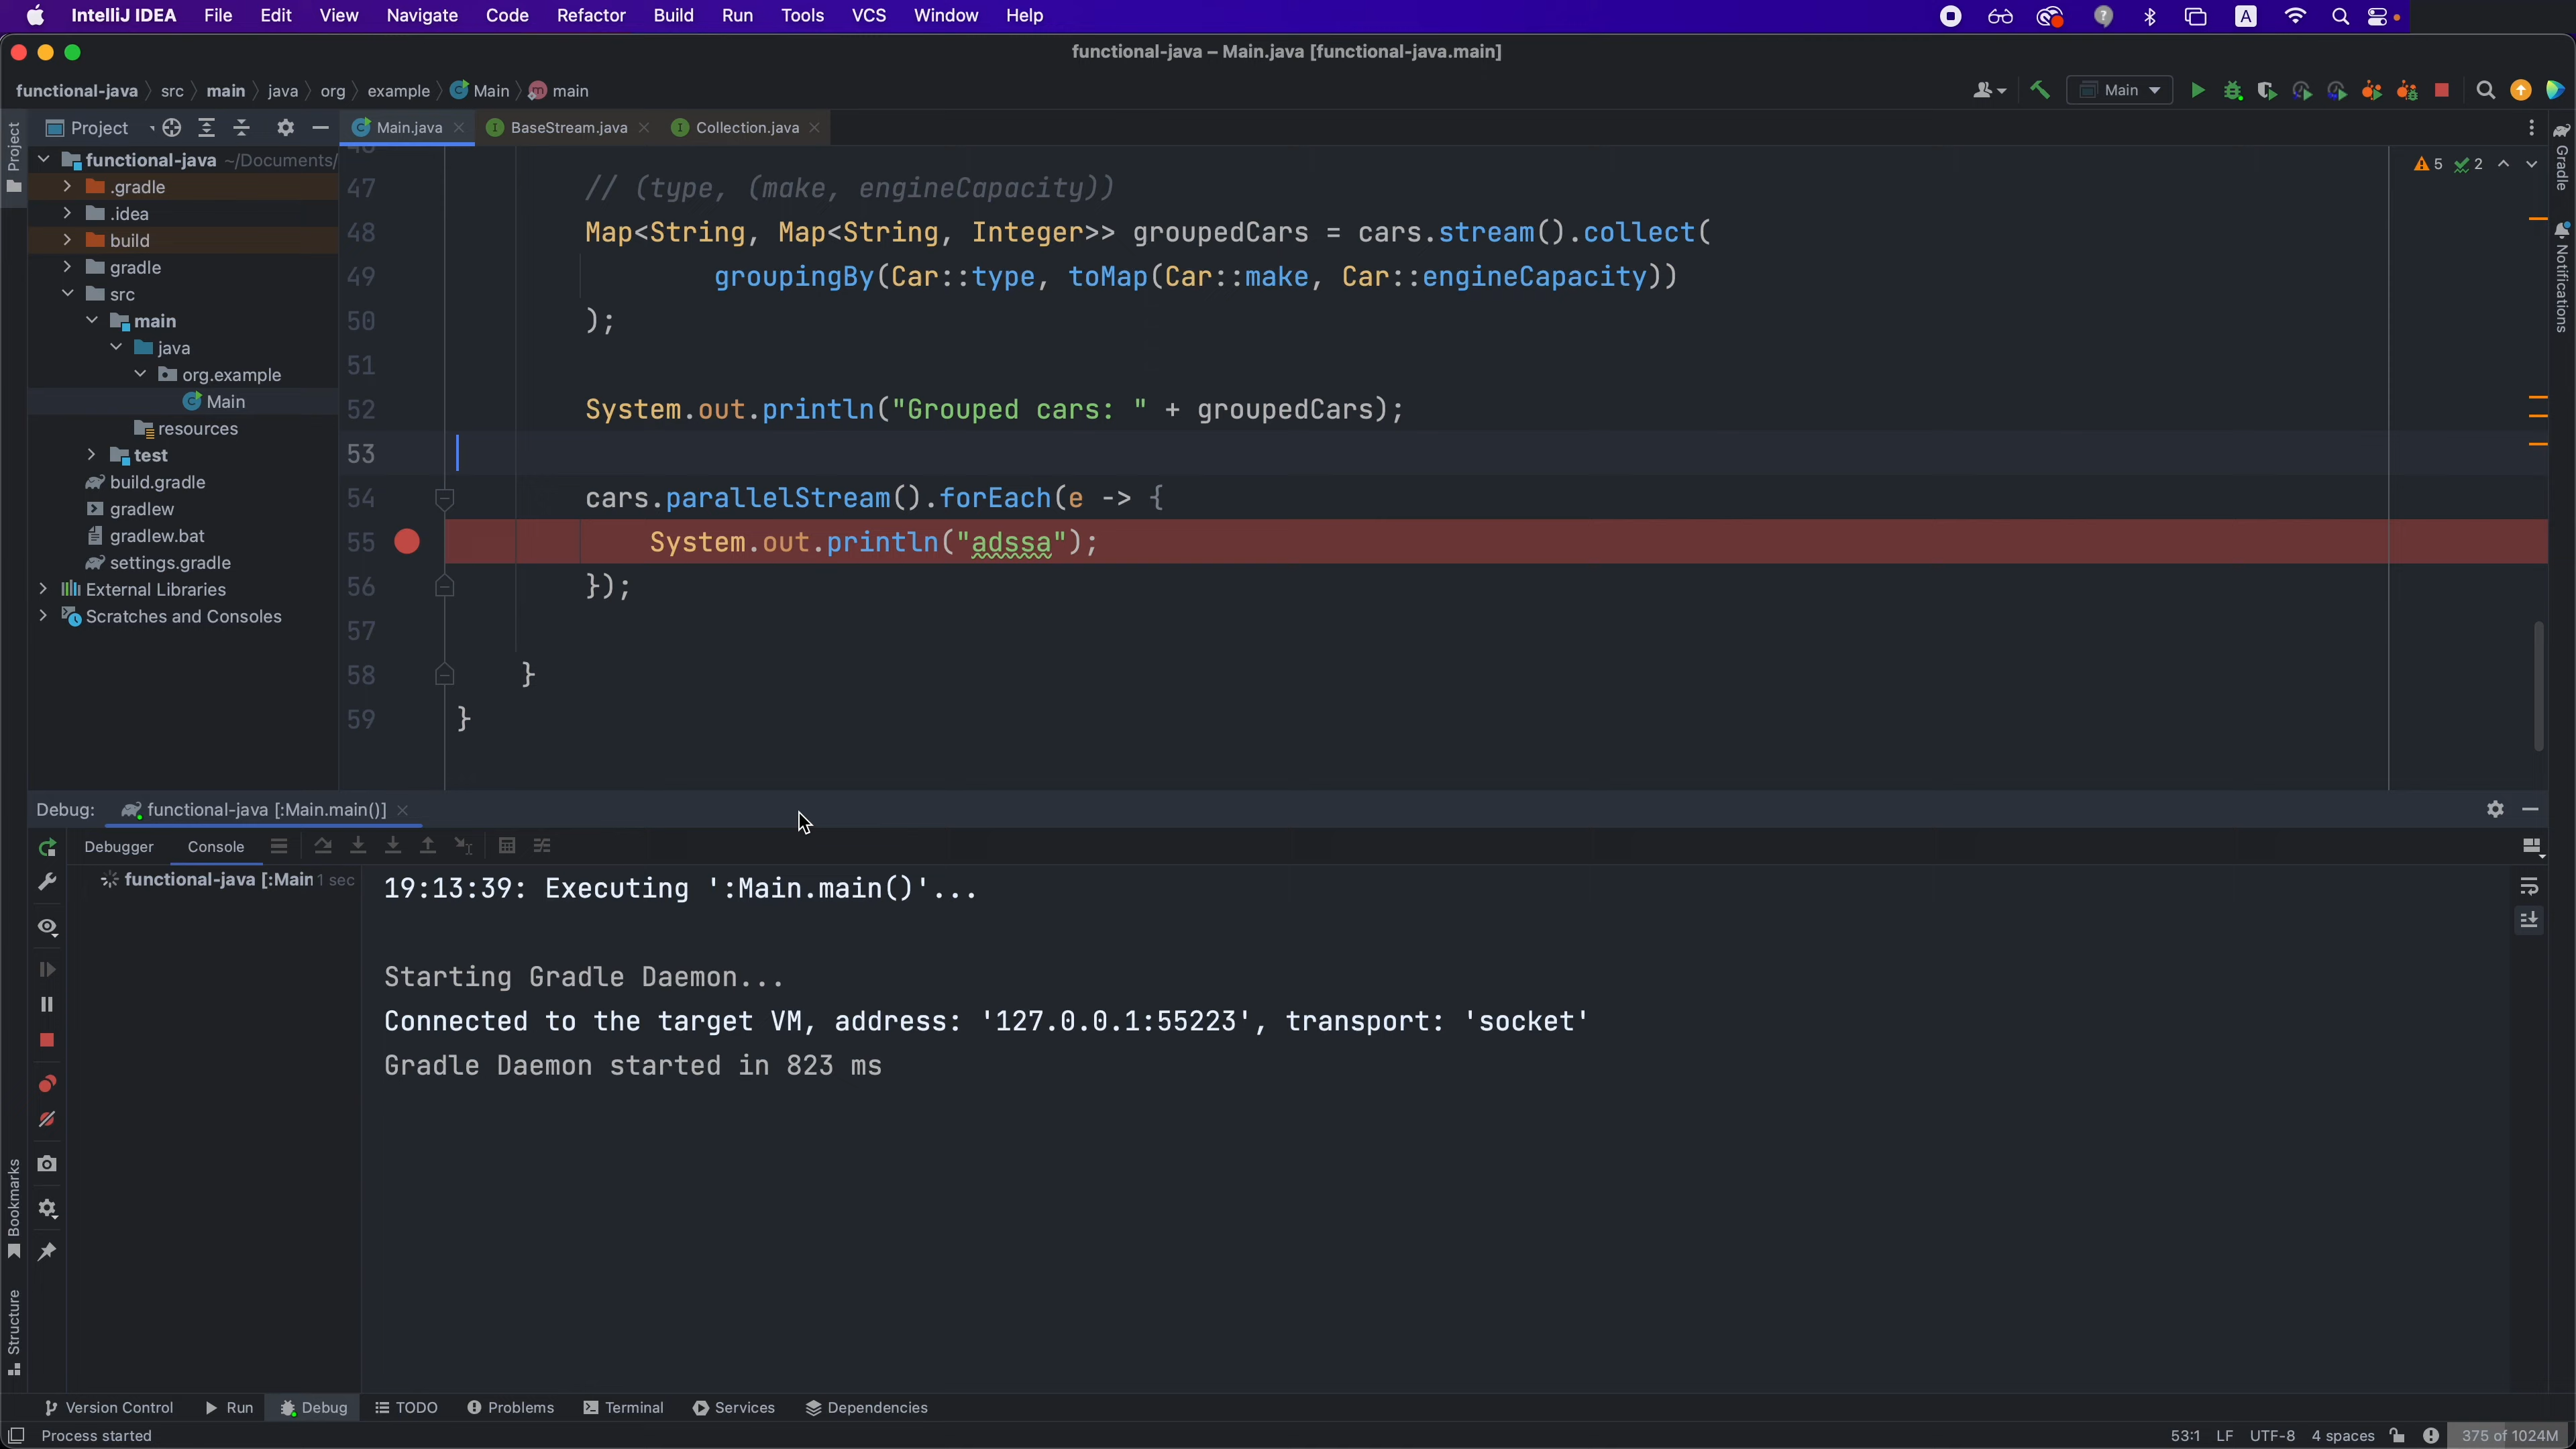 IntelliJ IDEA File Edit View Navigate Code Refactor Build Run Tools VCS Window Help
A
functional-java – Main.java [functional-java.main]
functional-java src main java org example Main main
Main
Project
Main.java BaseStream.java Collection.java
Project
functional-java ~/Documents/
.gradle
.idea
build
gradle
src
main
java
org.example
Main
resources
test
build.gradle
gradlew
gradlew.bat
settings.gradle
External Libraries
Scratches and Consoles
5 2
47 // (type, (make, engineCapacity))
48 Map<String, Map<String, Integer>> groupedCars = cars.stream().collect(
49 groupingBy(Car::type, toMap(Car::make, Car::engineCapacity))
50 );
51
52 System.out.println("Grouped cars: " + groupedCars);
53
54 cars.parallelStream().forEach(e -> {
55 System.out.println("adssa");
56 });
57
58 }
59 }
Gradle
Notifications
Debug: functional-java [:Main.main()]
Debugger Console
functional-java [:Main 1 sec
19:13:39: Executing ':Main.main()'...
Starting Gradle Daemon...
Connected to the target VM, address: '127.0.0.1:55223', transport: 'socket'
Gradle Daemon started in 823 ms
Bookmarks
Structure
Version Control Run Debug TODO Problems Terminal Services Dependencies
Process started
53:1 LF UTF-8 4 spaces 375 of 1024M